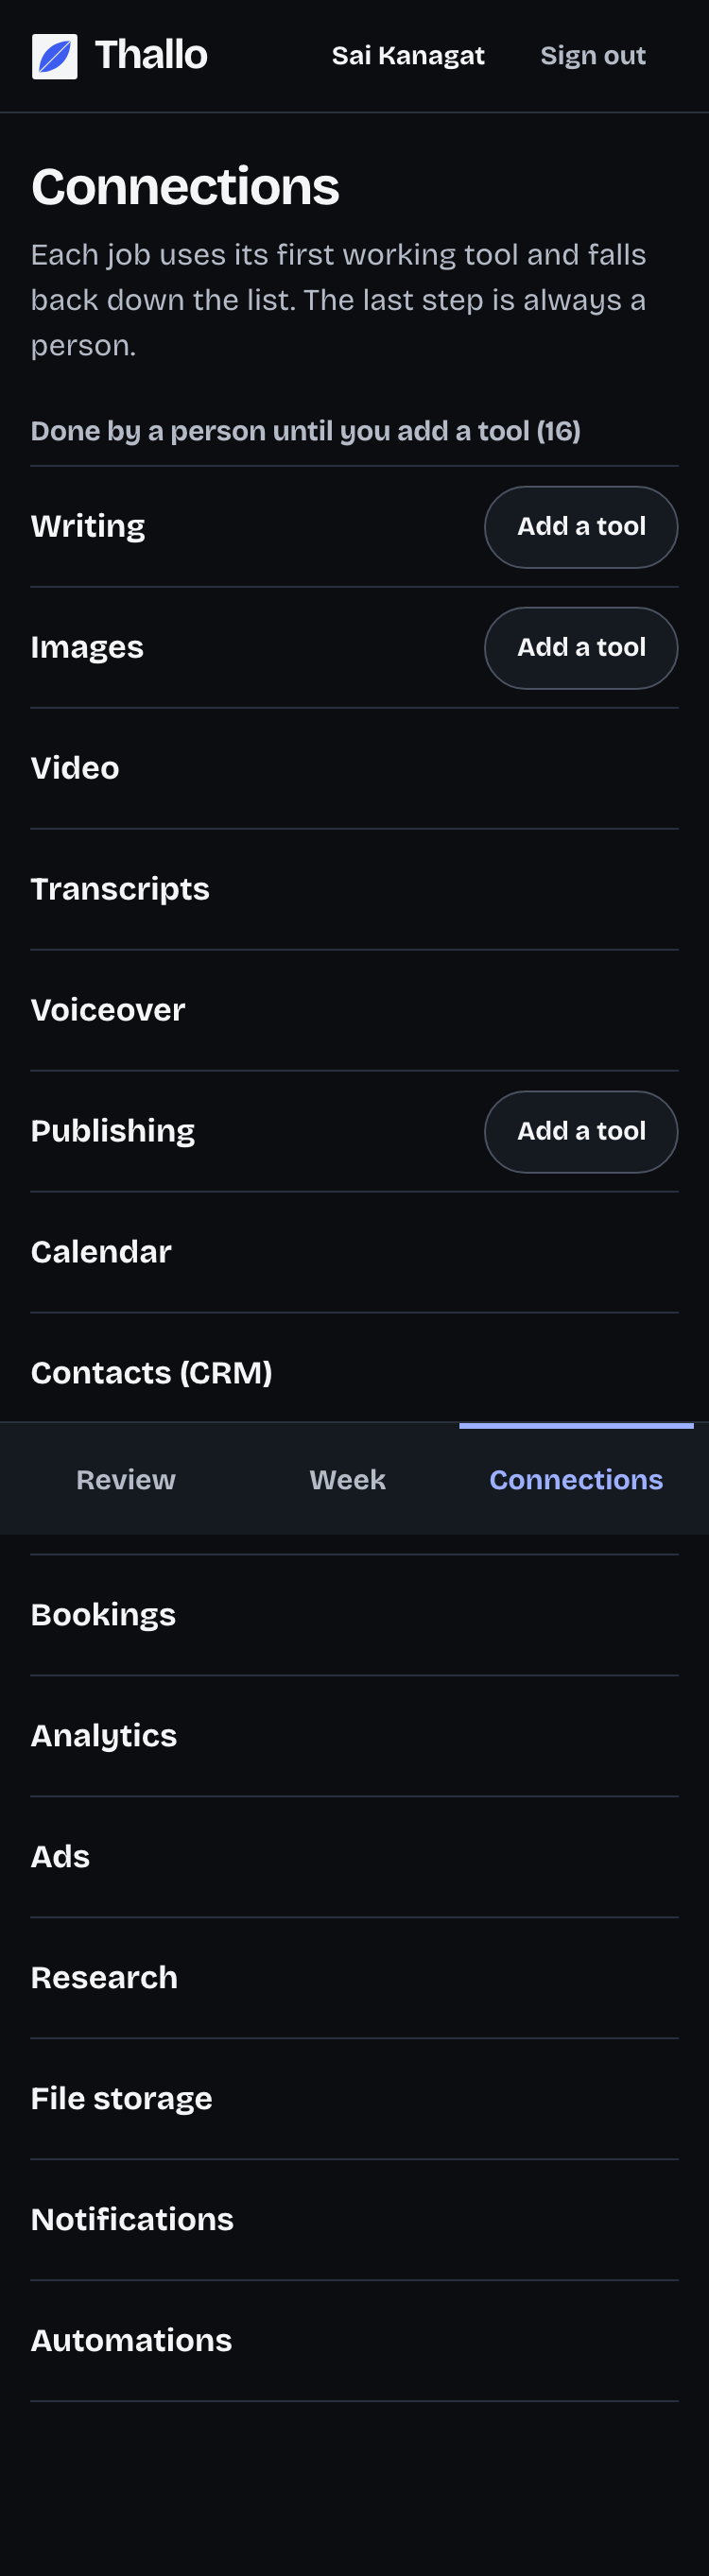 Thallo
Sai Kanagat
Sign out
Connections
Each job uses its first working tool and falls
back down the list. The last step is always a
person.
Done by a person until you add a tool (16)
Writing
Add a tool
Images
Add a tool
Video
Transcripts
Voiceover
Publishing
Add a tool
Calendar
Contacts (CRM)
Review
Week
Connections
Bookings
Analytics
Ads
Research
File storage
Notifications
Automations